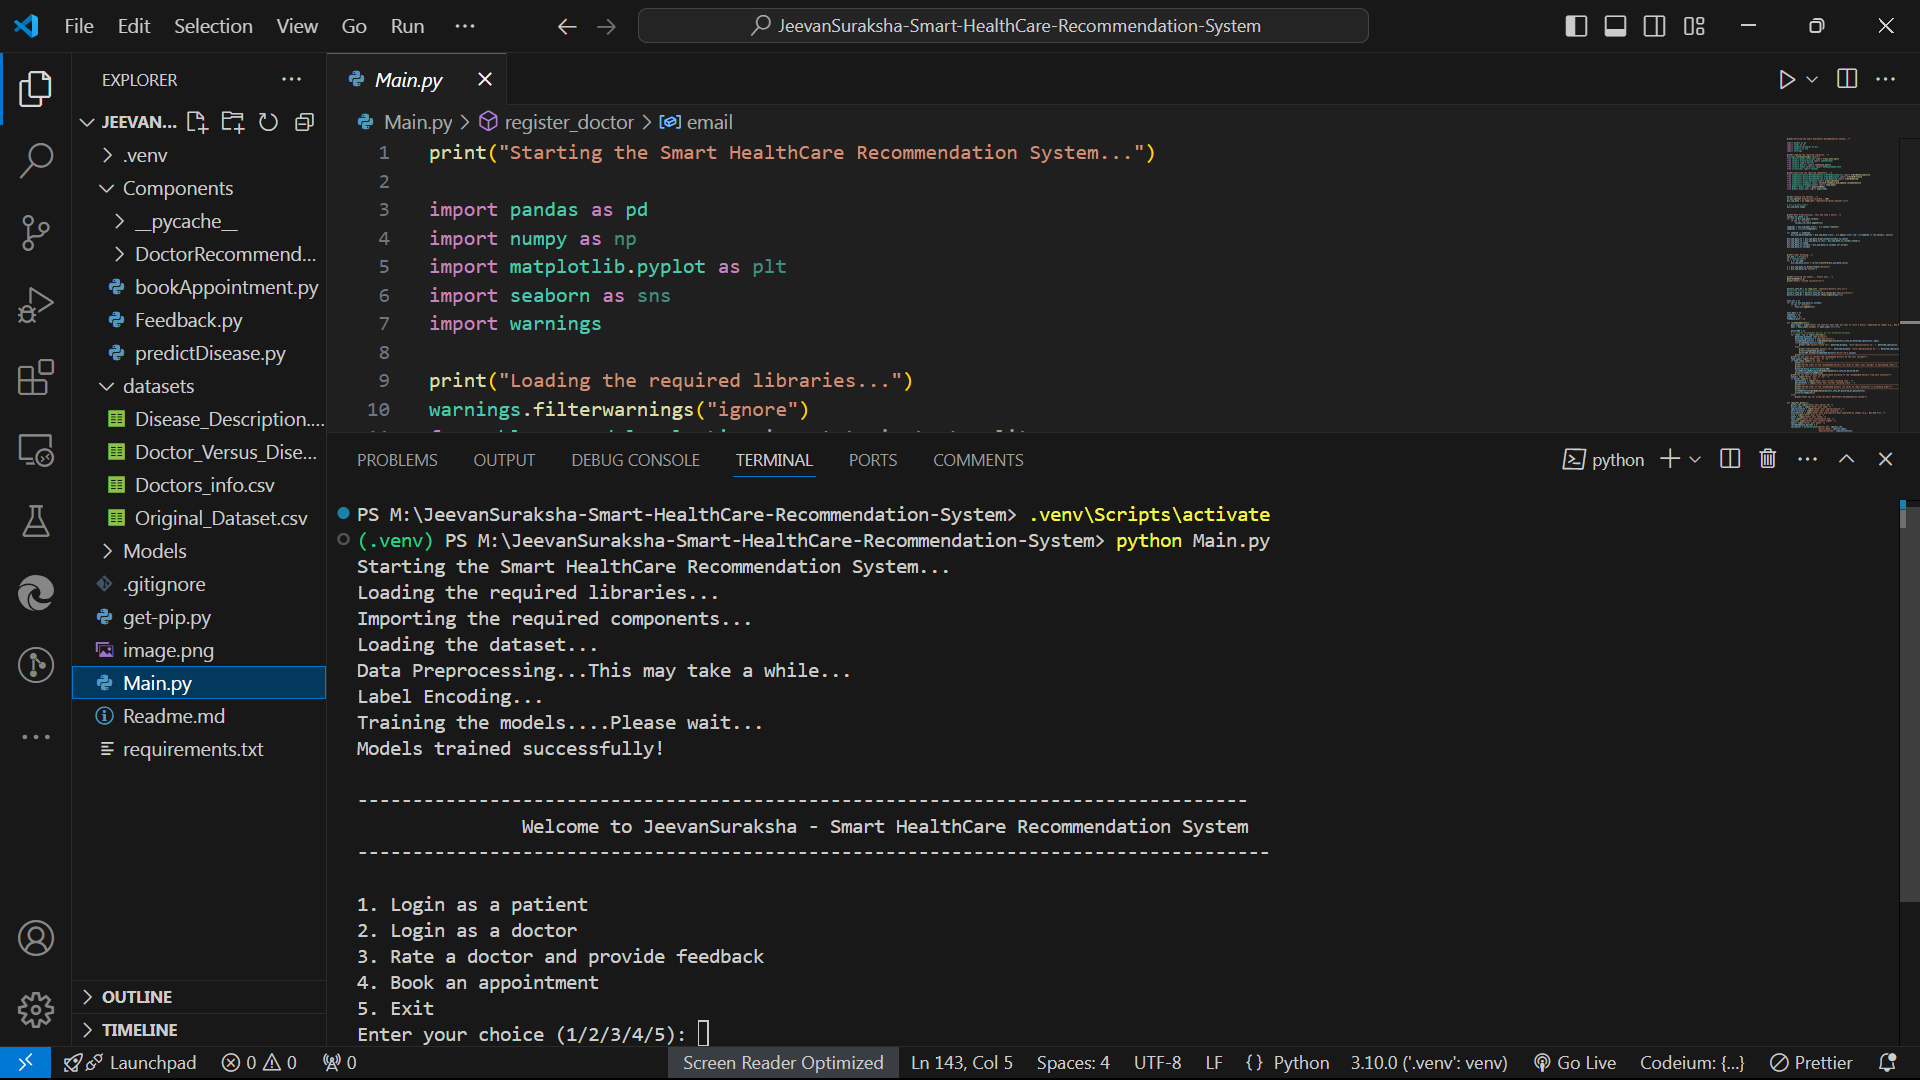 File Edit Selection View Go Run ···
JeevanSuraksha-Smart-HealthCare-Recommendation-System
EXPLORER
JEEVAN...
.venv
Components
__pycache__
DoctorRecommend...
bookAppointment.py
Feedback.py
predictDisease.py
datasets
Disease_Description....
Doctor_Versus_Dise...
Doctors_info.csv
Original_Dataset.csv
Models
.gitignore
get-pip.py
image.png
Main.py
Readme.md
requirements.txt
OUTLINE
TIMELINE
Main.py
Main.py > register_doctor > email
1 print("Starting the Smart HealthCare Recommendation System...")
2
3 import pandas as pd
4 import numpy as np
5 import matplotlib.pyplot as plt
6 import seaborn as sns
7 import warnings
8
9 print("Loading the required libraries...")
10 warnings.filterwarnings("ignore")
PROBLEMS OUTPUT DEBUG CONSOLE TERMINAL PORTS COMMENTS
python
PS M:\JeevanSuraksha-Smart-HealthCare-Recommendation-System> .venv\Scripts\activate
(.venv) PS M:\JeevanSuraksha-Smart-HealthCare-Recommendation-System> python Main.py
Starting the Smart HealthCare Recommendation System...
Loading the required libraries...
Importing the required components...
Loading the dataset...
Data Preprocessing...This may take a while...
Label Encoding...
Training the models....Please wait...
Models trained successfully!
---------------------------------------------------------------------------------
Welcome to JeevanSuraksha - Smart HealthCare Recommendation System
-----------------------------------------------------------------------------------
1. Login as a patient
2. Login as a doctor
3. Rate a doctor and provide feedback
4. Book an appointment
5. Exit
Enter your choice (1/2/3/4/5):
Launchpad 0 0 0 Screen Reader Optimized Ln 143, Col 5 Spaces: 4 UTF-8 LF {} Python 3.10.0 ('.venv': venv) Go Live Codeium: {...} Prettier